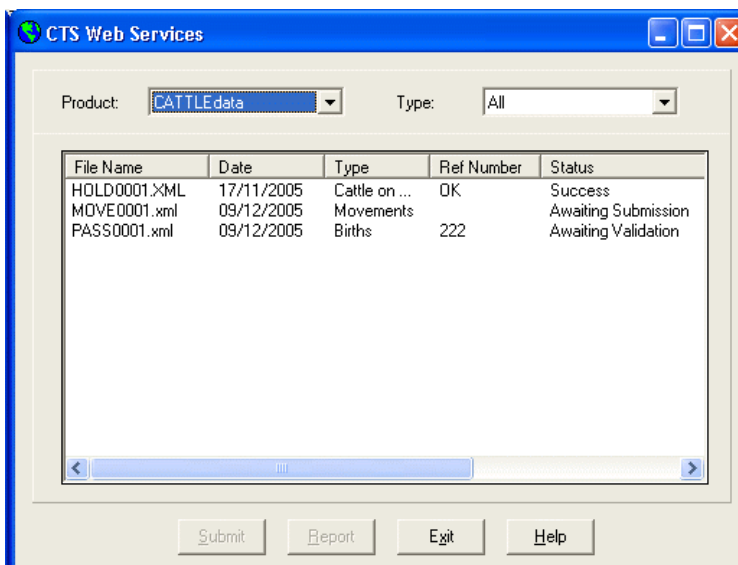 CTS Web Services
Product: CATTLEdata Type: All
File Name Date Type Ref Number Status
HOLD0001.XML 17/11/2005 Cattle on ... OK Success
MOVE0001.xml 09/12/2005 Movements Awaiting Submission
PASS0001.xml 09/12/2005 Births 222 Awaiting Validation
Submit Report Exit Help